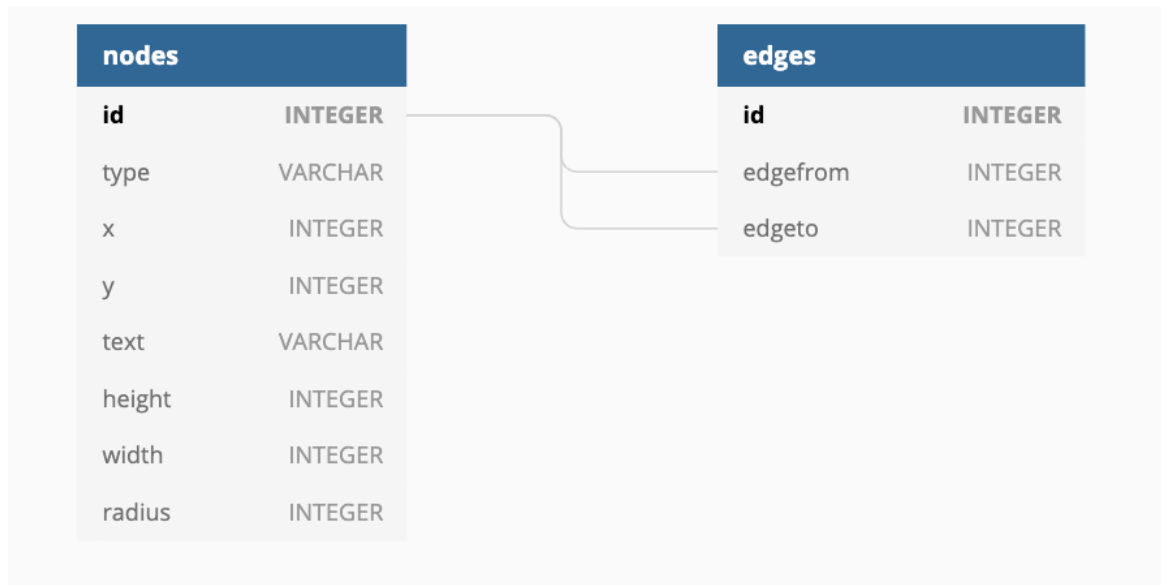 nodes
id INTEGER
type VARCHAR
x INTEGER
y INTEGER
text VARCHAR
height INTEGER
width INTEGER
radius INTEGER
edges
id INTEGER
edgefrom INTEGER
edgeto INTEGER